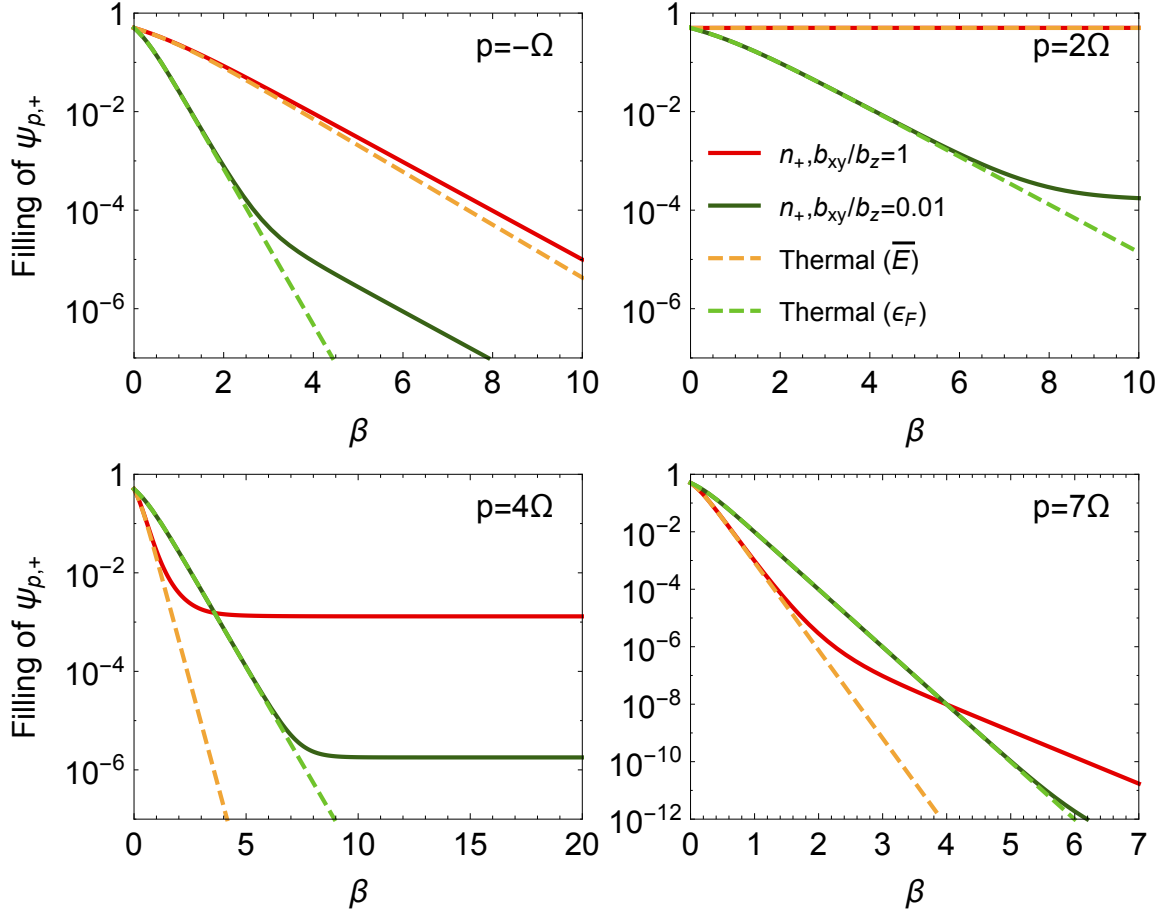 p=−Ω
1
10⁻²
10⁻⁴
10⁻⁶
0 2 4 6 8 10
β
Filling of ψp,+
p=2Ω
1
10⁻²
10⁻⁴
10⁻⁶
n₊,bxy/bz=1
n₊,bxy/bz=0.01
Thermal (E̅)
Thermal (ϵF)
0 2 4 6 8 10
β
p=4Ω
1
10⁻²
10⁻⁴
10⁻⁶
0 5 10 15 20
β
Filling of ψp,+
p=7Ω
1
10⁻²
10⁻⁴
10⁻⁶
10⁻⁸
10⁻¹⁰
10⁻¹²
0 1 2 3 4 5 6 7
β